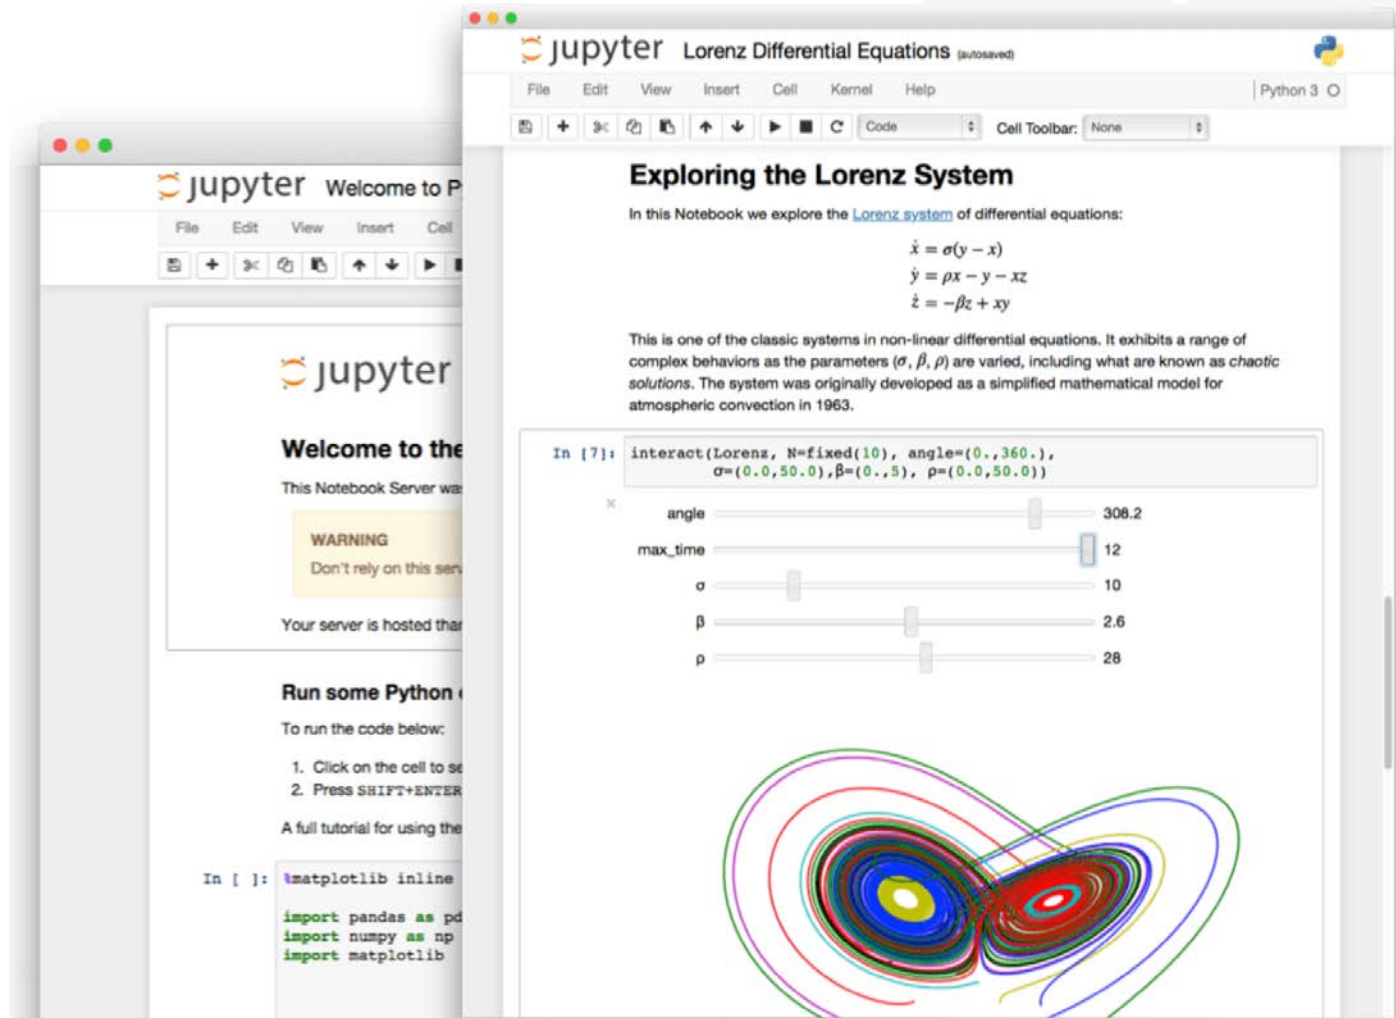 jupyter Lorenz Differential Equations (autosaved)
File Edit View Insert Cell Kernel Help Python 3
Code Cell Toolbar: None
Exploring the Lorenz System
In this Notebook we explore the Lorenz system of differential equations:
ẋ = σ(y − x)
ẏ = ρx − y − xz
ż = −βz + xy
This is one of the classic systems in non-linear differential equations. It exhibits a range of
complex behaviors as the parameters (σ, β, ρ) are varied, including what are known as chaotic
solutions. The system was originally developed as a simplified mathematical model for
atmospheric convection in 1963.
In [7]: interact(Lorenz, N=fixed(10), angle=(0.,360.),
σ=(0.0,50.0),β=(0.,5), ρ=(0.0,50.0))
angle 308.2
max_time 12
σ 10
β 2.6
ρ 28
jupyter Welcome to P
File Edit View Insert Cell
jupyter
Welcome to the
This Notebook Server was
WARNING
Don't rely on this serv
Your server is hosted than
Run some Python
To run the code below:
1. Click on the cell to se
2. Press SHIFT+ENTER
A full tutorial for using the
In [ ]: %matplotlib inline
import pandas as pd
import numpy as np
import matplotlib